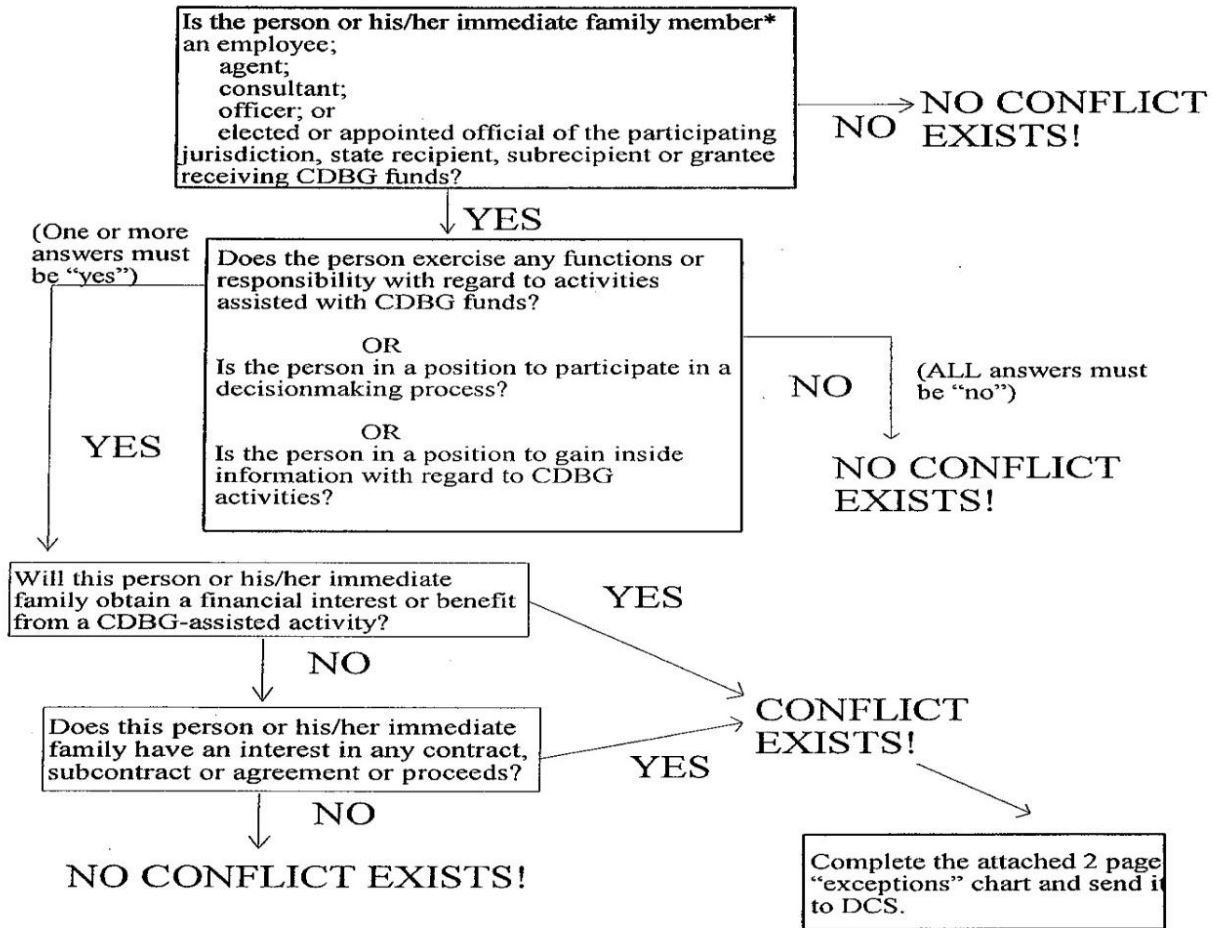 Is the person or his/her immediate family member*
an employee;
agent;
consultant;
officer; or
elected or appointed official of the participating
jurisdiction, state recipient, subrecipient or grantee
receiving CDBG funds?
NO
NO CONFLICT
EXISTS!
YES
(One or more
answers must
be “yes”)
Does the person exercise any functions or
responsibility with regard to activities
assisted with CDBG funds?
OR
Is the person in a position to participate in a
decisionmaking process?
OR
Is the person in a position to gain inside
information with regard to CDBG
activities?
NO
(ALL answers must
be “no”)
NO CONFLICT
EXISTS!
YES
Will this person or his/her immediate
family obtain a financial interest or benefit
from a CDBG-assisted activity?
YES
NO
Does this person or his/her immediate
family have an interest in any contract,
subcontract or agreement or proceeds?
YES
CONFLICT
EXISTS!
NO
NO CONFLICT EXISTS!
Complete the attached 2 page
“exceptions” chart and send it
to DCS.